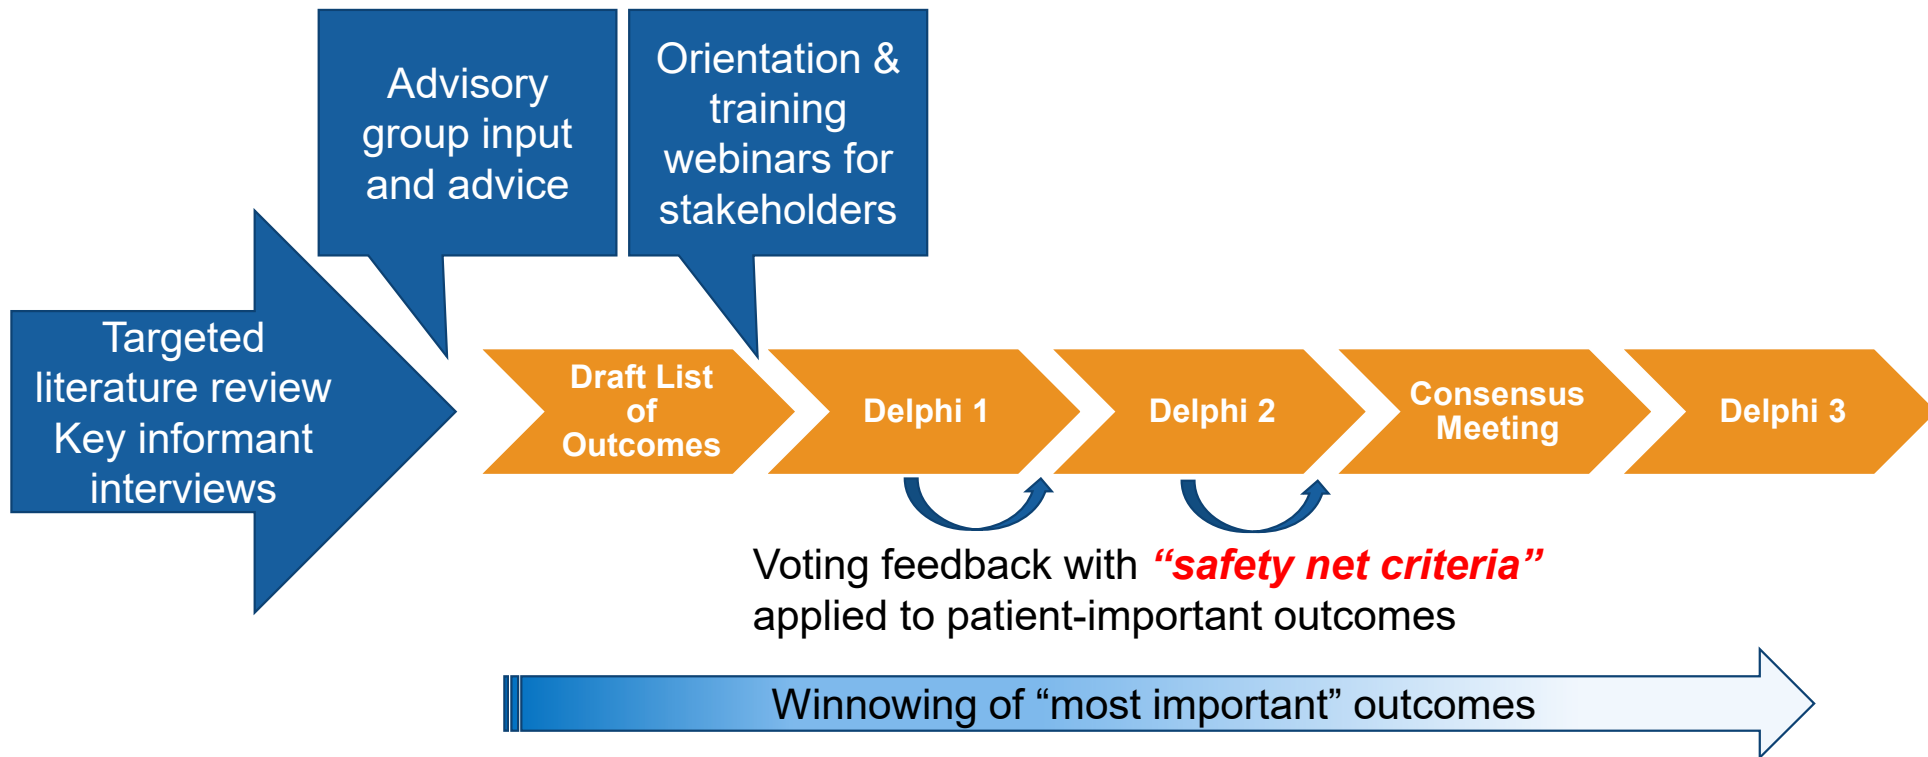 Advisory
group input
and advice
Orientation &
training
webinars for
stakeholders
Targeted
literature review
Key informant
interviews
Draft List
of
Outcomes
Delphi 1
Delphi 2
Consensus
Meeting
Delphi 3
Voting feedback with “safety net criteria”
applied to patient-important outcomes
Winnowing of “most important” outcomes